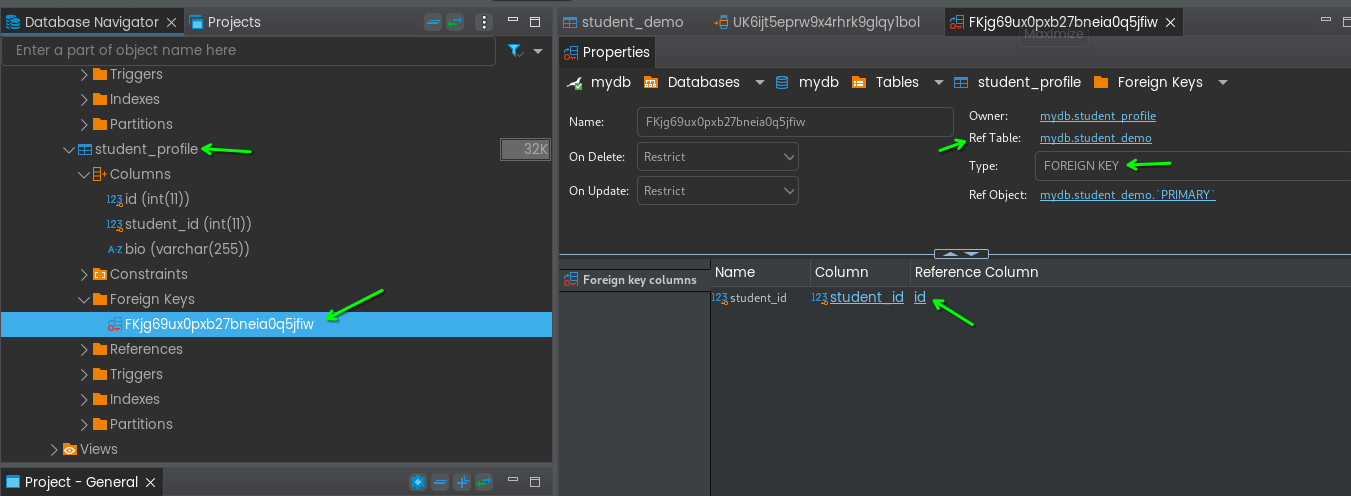 Database Navigator
Projects
Enter a part of object name here
Triggers
Indexes
Partitions
student_profile
32K
Columns
id (int(11))
student_id (int(11))
bio (varchar(255))
Constraints
Foreign Keys
FKjg69ux0pxb27bneia0q5jfiw
References
Triggers
Indexes
Partitions
Views
Project - General
student_demo
UK6ijt5eprw9x4rhrk9glqy1bol
FKjg69ux0pxb27bneia0q5jfiw
Maximize
Properties
mydb Databases mydb Tables student_profile Foreign Keys
Name: FKjg69ux0pxb27bneia0q5jfiw
On Delete: Restrict
On Update: Restrict
Owner: mydb.student_profile
Ref Table: mydb.student_demo
Type: FOREIGN KEY
Ref Object: mydb.student_demo.`PRIMARY`
Foreign key columns
Name Column Reference Column
123 student_id 123 student_id id